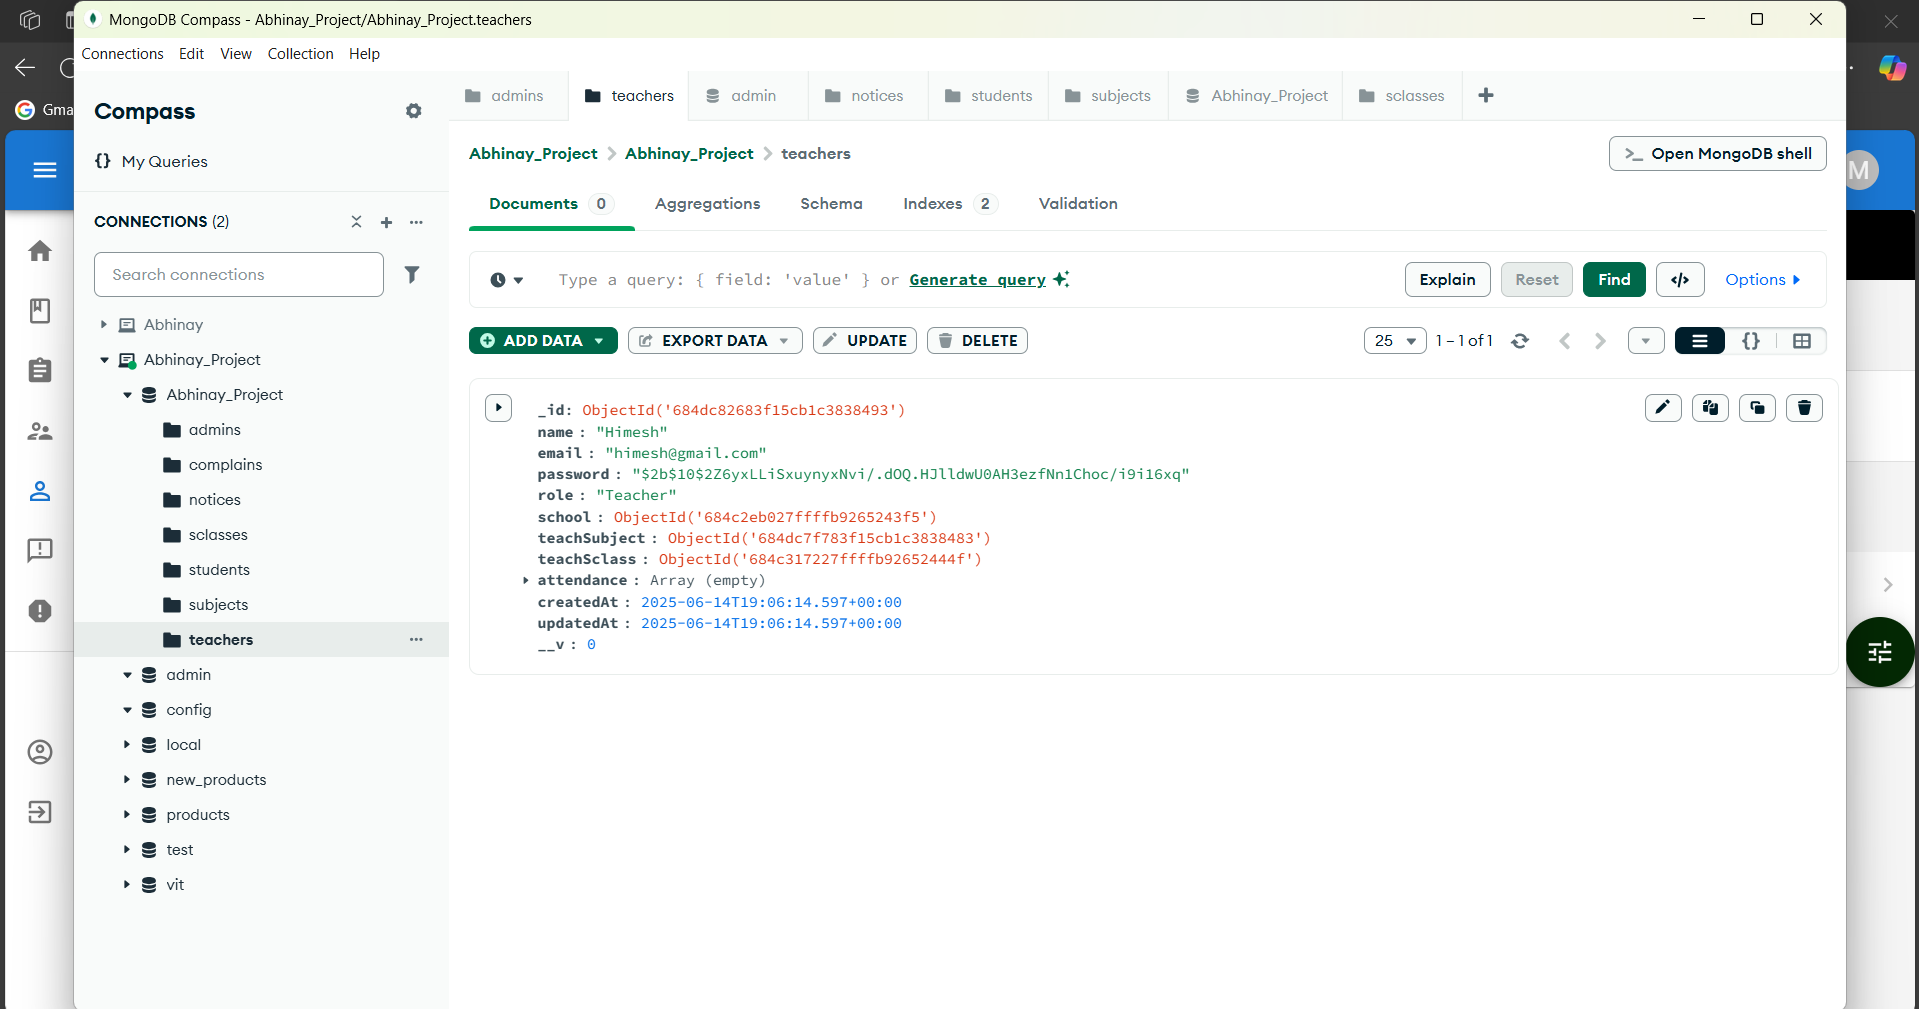 MongoDB Compass - Abhinay_Project/Abhinay_Project.teachers
Connections Edit View Collection Help
Gma
M
Compass
{} My Queries
CONNECTIONS (2)
Search connections
Abhinay
Abhinay_Project
Abhinay_Project
admins
complains
notices
sclasses
students
subjects
teachers
admin
config
local
new_products
products
test
vit
admins teachers admin notices students subjects Abhinay_Project sclasses
Abhinay_Project > Abhinay_Project > teachers
>_ Open MongoDB shell
Documents 0 Aggregations Schema Indexes 2 Validation
Type a query: { field: 'value' } or Generate query
Explain Reset Find </> Options
ADD DATA EXPORT DATA UPDATE DELETE
25 1 – 1 of 1 {}
_id: ObjectId('684dc82683f15cb1c3838493')
name : "Himesh"
email : "himesh@gmail.com"
password : "$2b$10$2Z6yxLLiSxuynyxNvi/.dOQ.HJlldwU0AH3ezfNn1Choc/i9i16xq"
role : "Teacher"
school : ObjectId('684c2eb027ffffb9265243f5')
teachSubject : ObjectId('684dc7f783f15cb1c3838483')
teachSclass : ObjectId('684c317227ffffb92652444f')
attendance : Array (empty)
createdAt : 2025-06-14T19:06:14.597+00:00
updatedAt : 2025-06-14T19:06:14.597+00:00
__v : 0